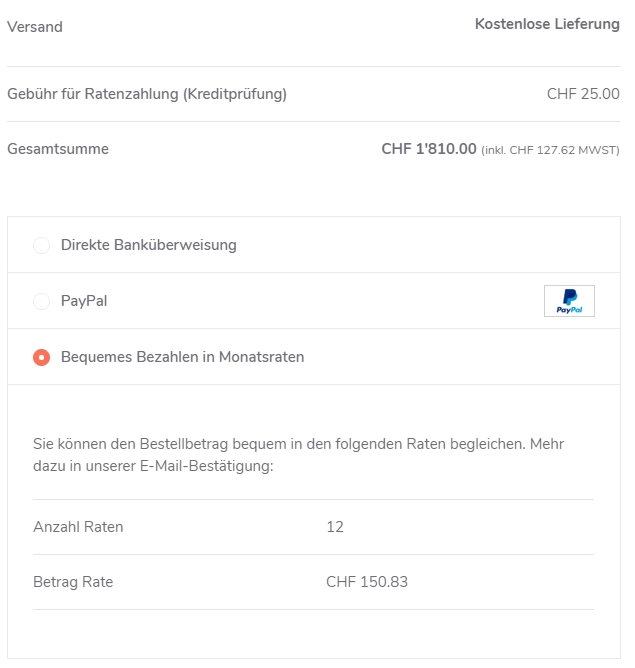 Versand Kostenlose Lieferung
Gebühr für Ratenzahlung (Kreditprüfung) CHF 25.00
Gesamtsumme CHF 1'810.00 (inkl. CHF 127.62 MWST)
Direkte Banküberweisung
PayPal PayPal
Bequemes Bezahlen in Monatsraten
Sie können den Bestellbetrag bequem in den folgenden Raten begleichen. Mehr
dazu in unserer E-Mail-Bestätigung:
Anzahl Raten 12
Betrag Rate CHF 150.83